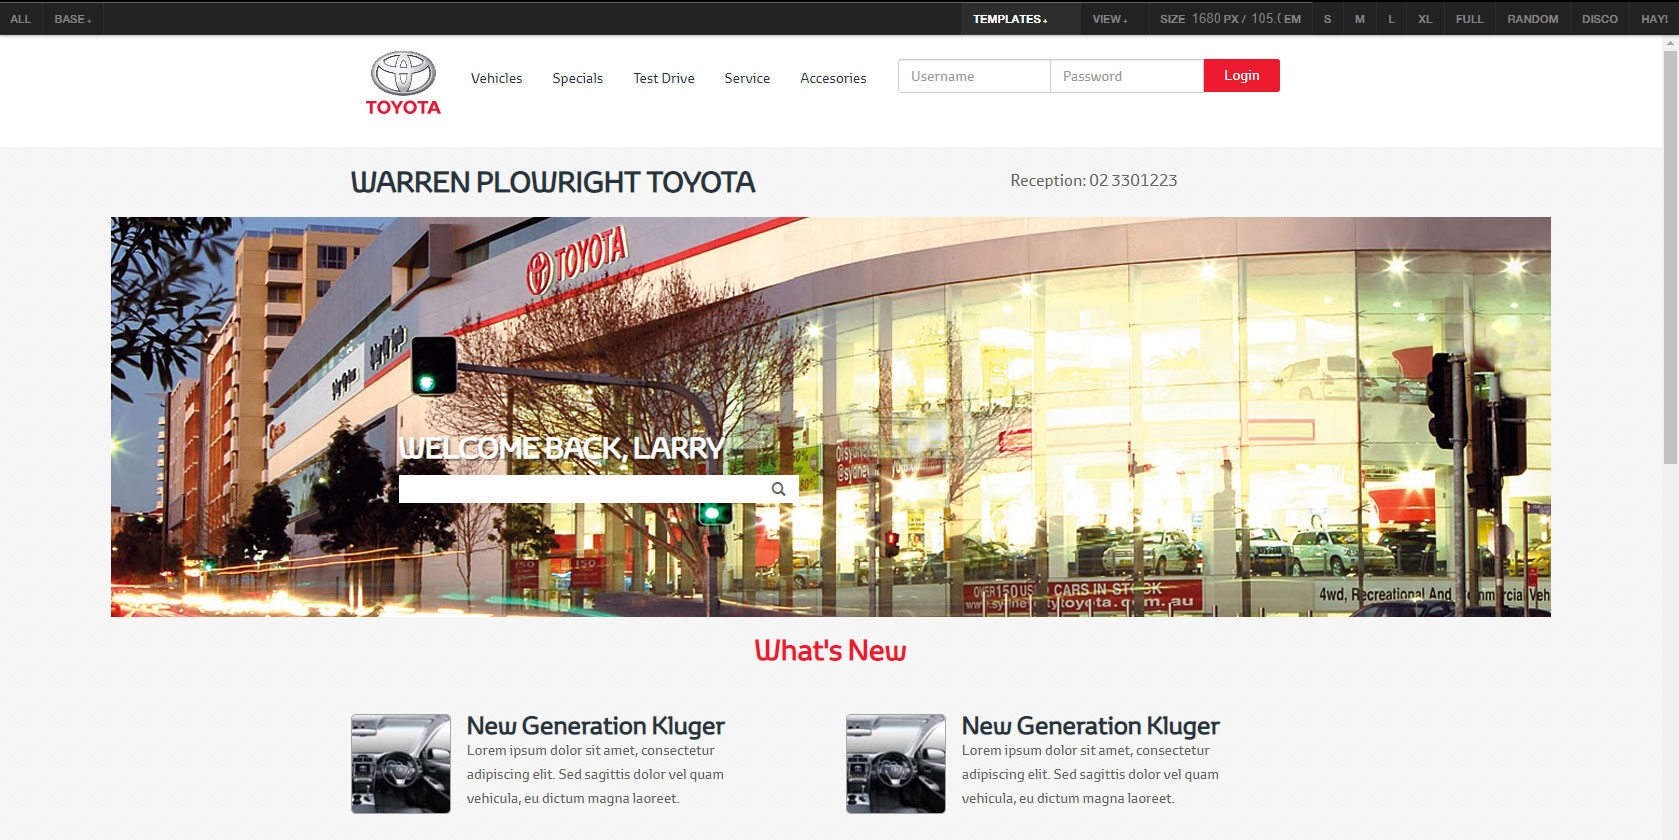 ALL BASE TEMPLATES VIEW SIZE 1680 PX / 105.0 EM S M L XL FULL RANDOM DISCO HAY!
TOYOTA
Vehicles Specials Test Drive Service Accesories Username Password Login
WARREN PLOWRIGHT TOYOTA
Reception: 02 3301223
TOYOTA
WELCOME BACK, LARRY
@sydney
150 150
OVER 150 USED CARS IN STOCK
4wd, Recreational And Commercial Veh
What's New
New Generation Kluger
Lorem ipsum dolor sit amet, consectetur
adipiscing elit. Sed sagittis dolor vel quam
vehicula, eu dictum magna laoreet.
New Generation Kluger
Lorem ipsum dolor sit amet, consectetur
adipiscing elit. Sed sagittis dolor vel quam
vehicula, eu dictum magna laoreet.